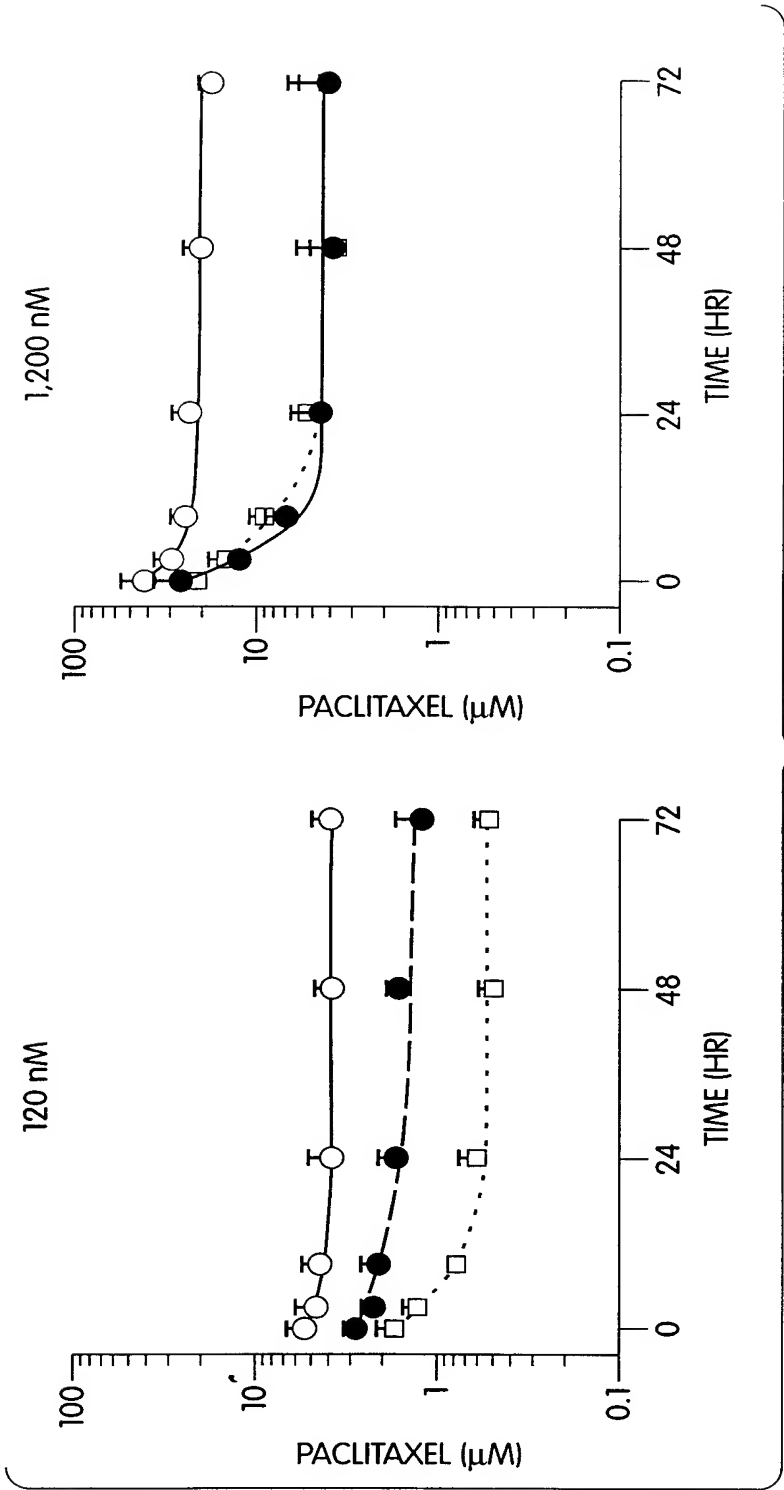 120 nM
PACLITAXEL (μM)
100
10
1
0.1
0
24
48
72
TIME (HR)
1,200 nM
PACLITAXEL (μM)
100
10
1
0.1
0
24
48
72
TIME (HR)